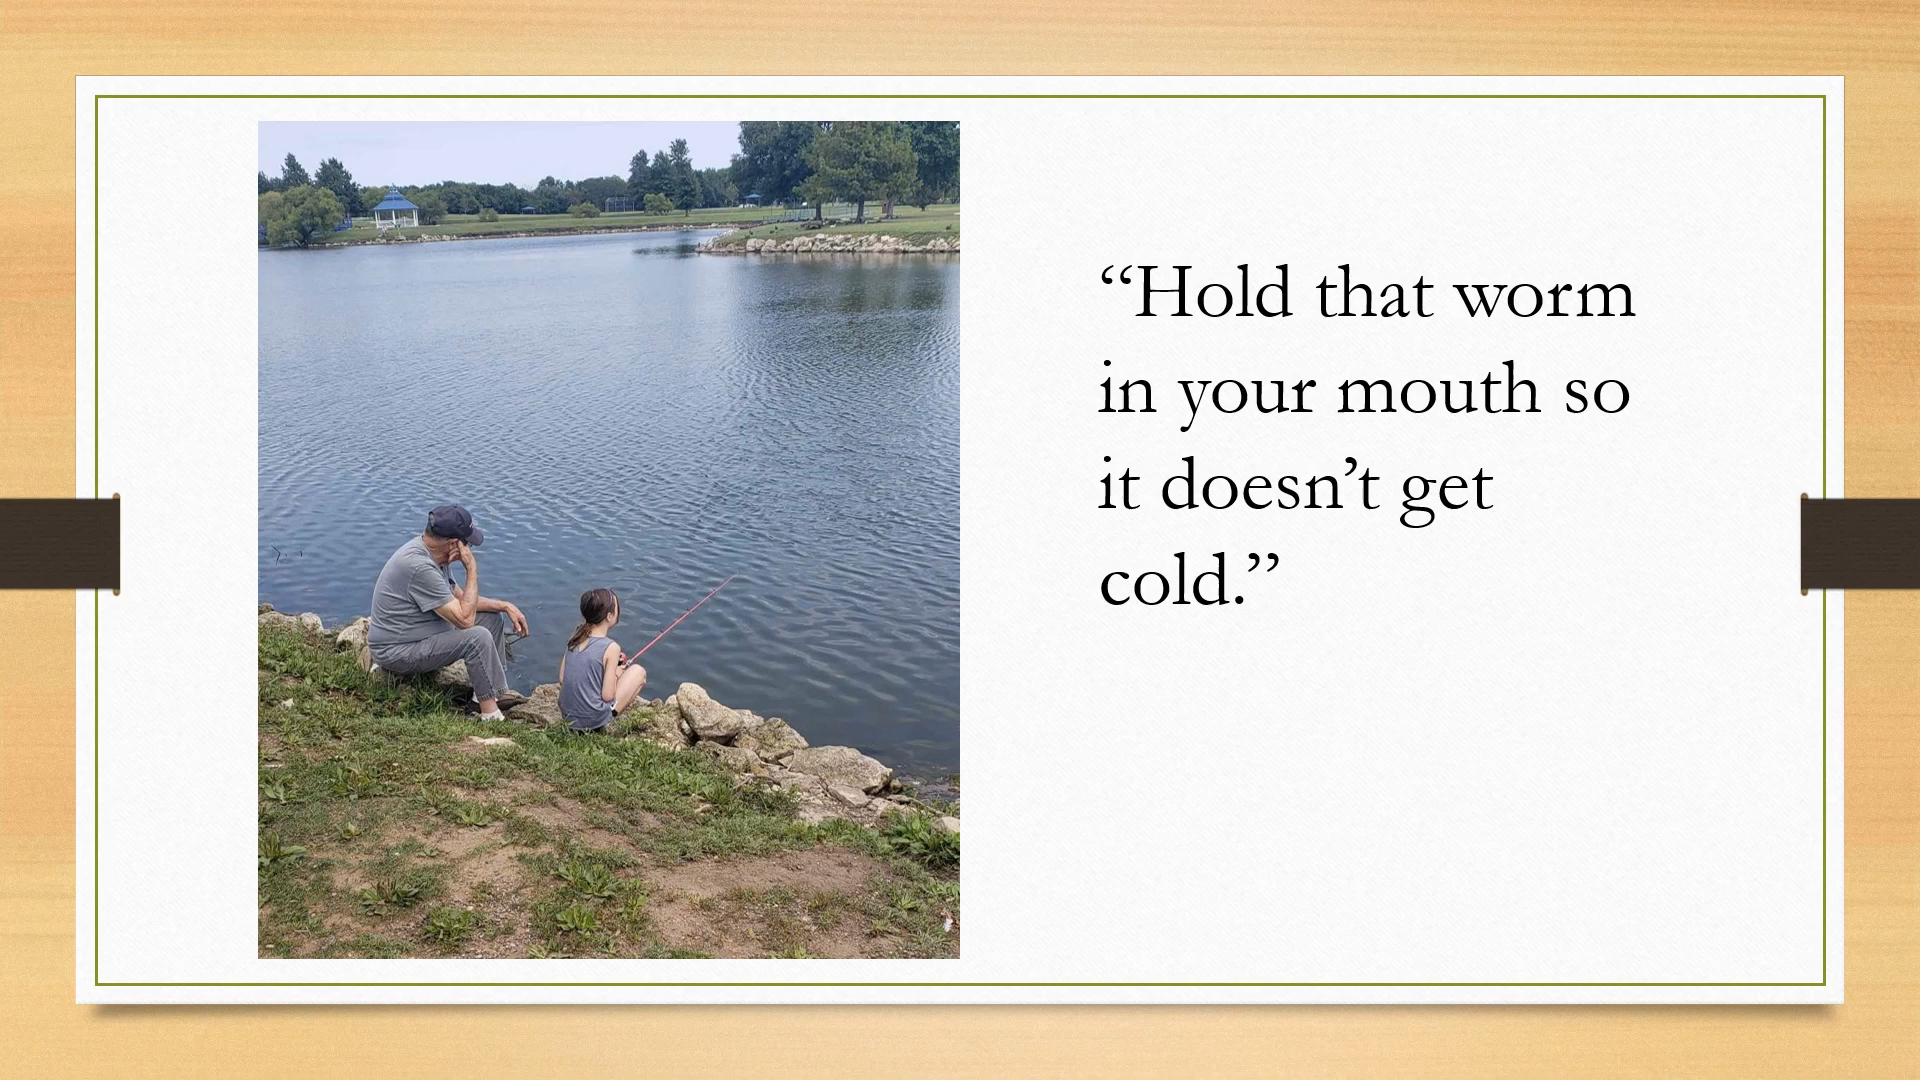 “Hold that worm
in your mouth so
it doesn’t get
cold.”